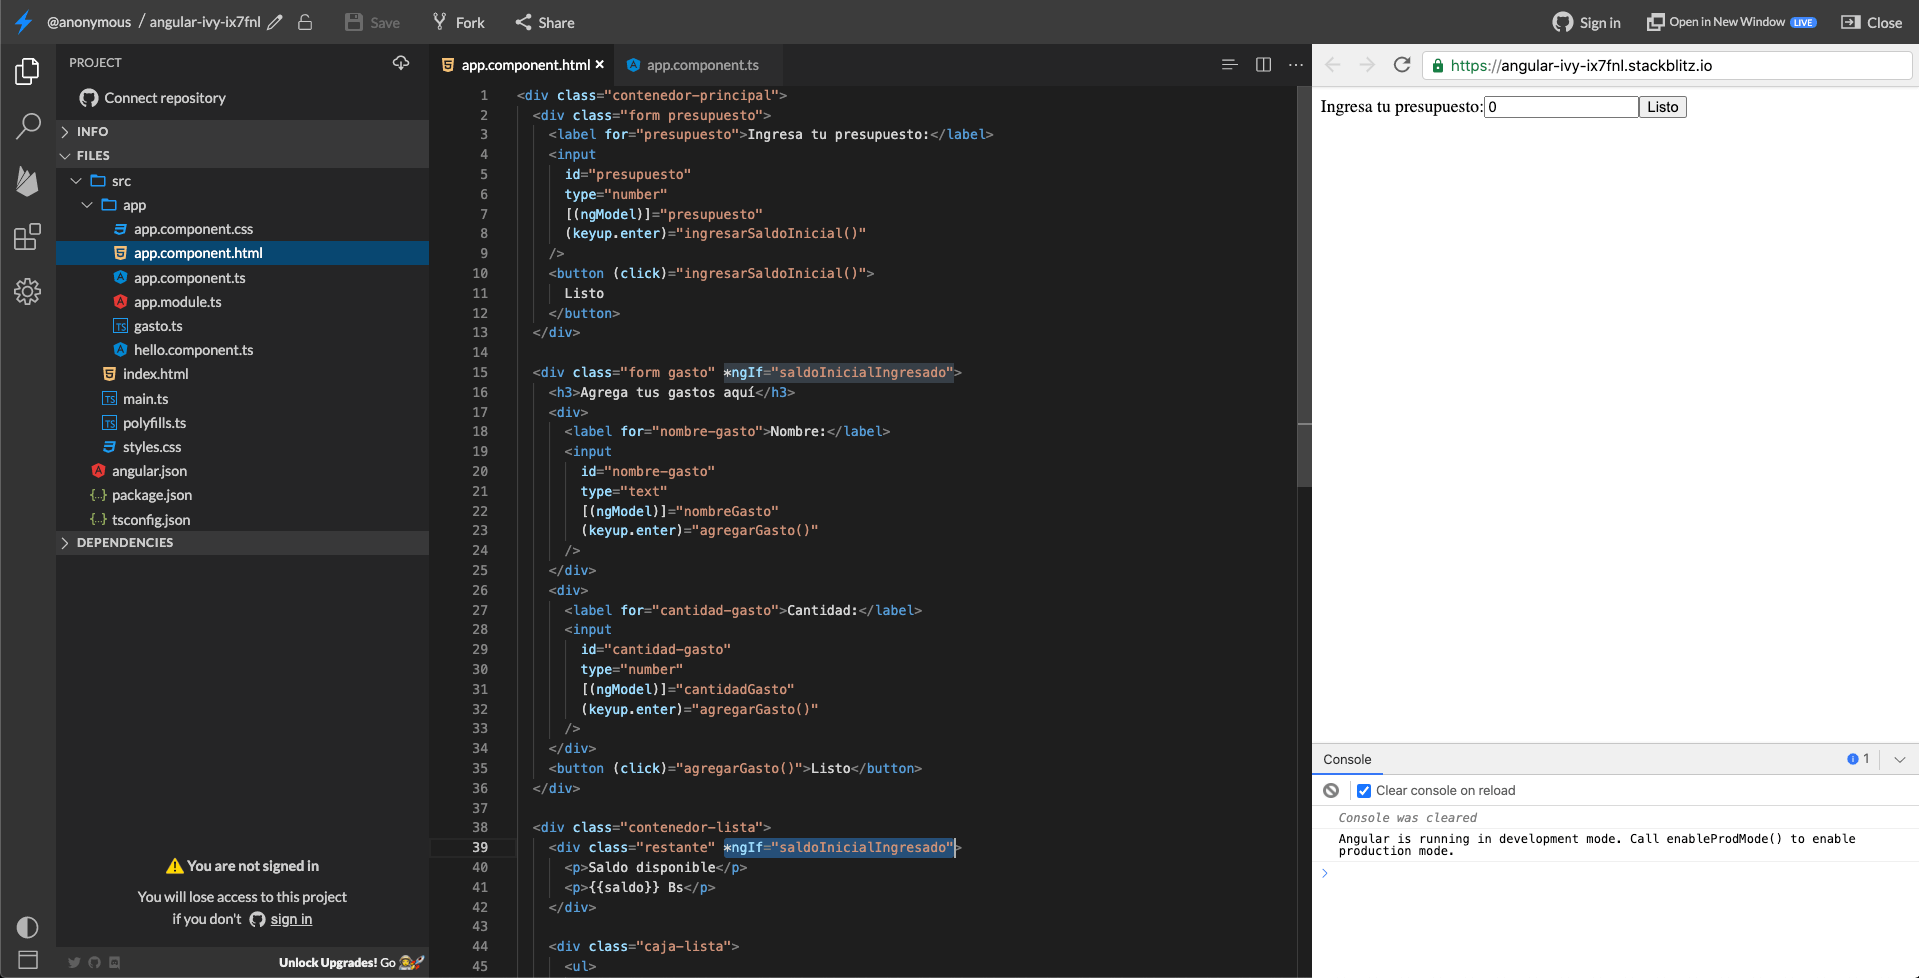 @anonymous / angular-ivy-ix7fnl
Save
Fork
Share
Sign in
Open in New Window LIVE
Close
PROJECT
Connect repository
INFO
FILES
src
app
app.component.css
app.component.html
app.component.ts
app.module.ts
gasto.ts
hello.component.ts
index.html
main.ts
polyfills.ts
styles.css
angular.json
package.json
tsconfig.json
DEPENDENCIES
You are not signed in
You will lose access to this project
if you don't sign in
Unlock Upgrades! Go
app.component.html
app.component.ts
1 <div class="contenedor-principal">
2 <div class="form presupuesto">
3 <label for="presupuesto">Ingresa tu presupuesto:</label>
4 <input
5 id="presupuesto"
6 type="number"
7 [(ngModel)]="presupuesto"
8 (keyup.enter)="ingresarSaldoInicial()"
9 />
10 <button (click)="ingresarSaldoInicial()">
11 Listo
12 </button>
13 </div>
14
15 <div class="form gasto" *ngIf="saldoInicialIngresado">
16 <h3>Agrega tus gastos aquí</h3>
17 <div>
18 <label for="nombre-gasto">Nombre:</label>
19 <input
20 id="nombre-gasto"
21 type="text"
22 [(ngModel)]="nombreGasto"
23 (keyup.enter)="agregarGasto()"
24 />
25 </div>
26 <div>
27 <label for="cantidad-gasto">Cantidad:</label>
28 <input
29 id="cantidad-gasto"
30 type="number"
31 [(ngModel)]="cantidadGasto"
32 (keyup.enter)="agregarGasto()"
33 />
34 </div>
35 <button (click)="agregarGasto()">Listo</button>
36 </div>
37
38 <div class="contenedor-lista">
39 <div class="restante" *ngIf="saldoInicialIngresado">
40 <p>Saldo disponible</p>
41 <p>{{saldo}} Bs</p>
42 </div>
43
44 <div class="caja-lista">
45 <ul>
https://angular-ivy-ix7fnl.stackblitz.io
Ingresa tu presupuesto: 0 Listo
Console
1
Clear console on reload
Console was cleared
Angular is running in development mode. Call enableProdMode() to enable
production mode.